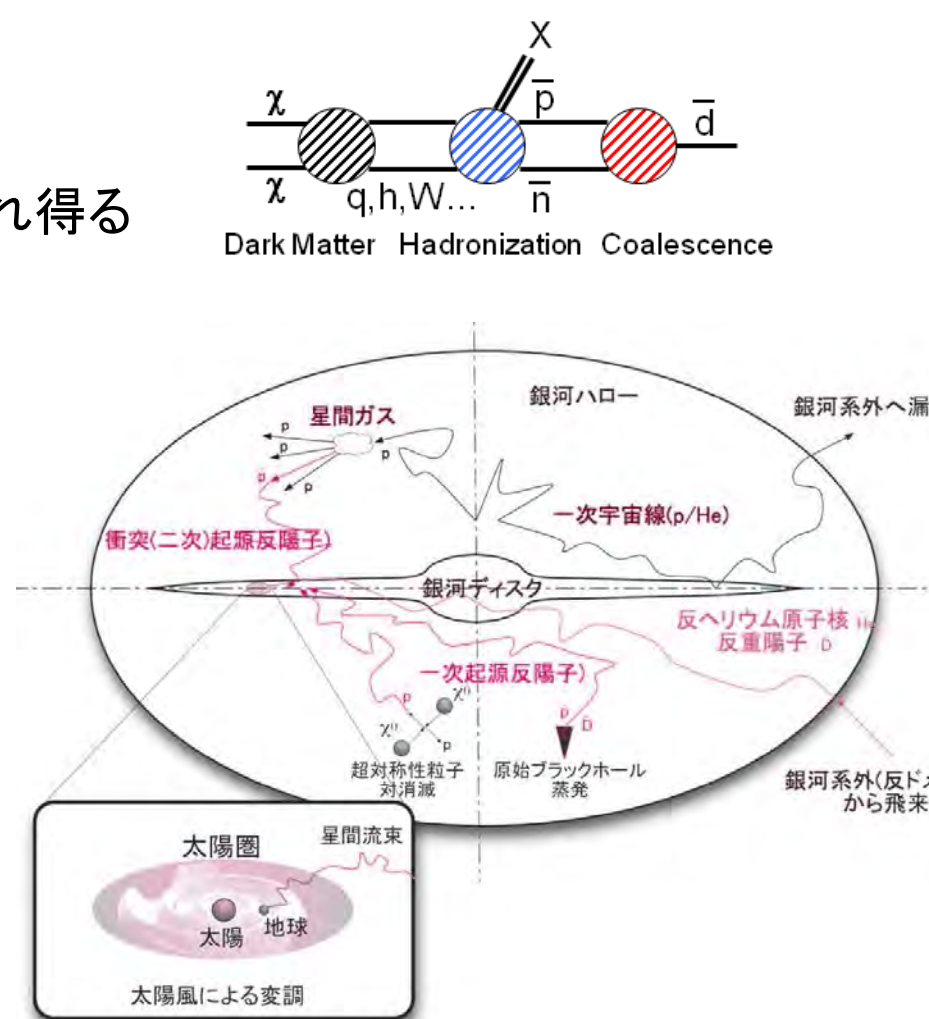 X
χ
p̅
d̅
χ
q,h,W...
n̅
れ得る
Dark Matter Hadronization Coalescence
銀河ハロー
銀河系外へ漏
星間ガス
p
p
p
p
p
p
一次宇宙線(p/He)
衝突(二次)起源反陽子)
銀河ディスク
反ヘリウム原子核 He
反重陽子 D
一次起源反陽子)
p
χ⁰
χ⁰
p
p
D
超対称性粒子
対消滅
原始ブラックホール
蒸発
銀河系外(反ドメ
から飛来
星間流束
太陽圏
太陽
地球
太陽風による変調